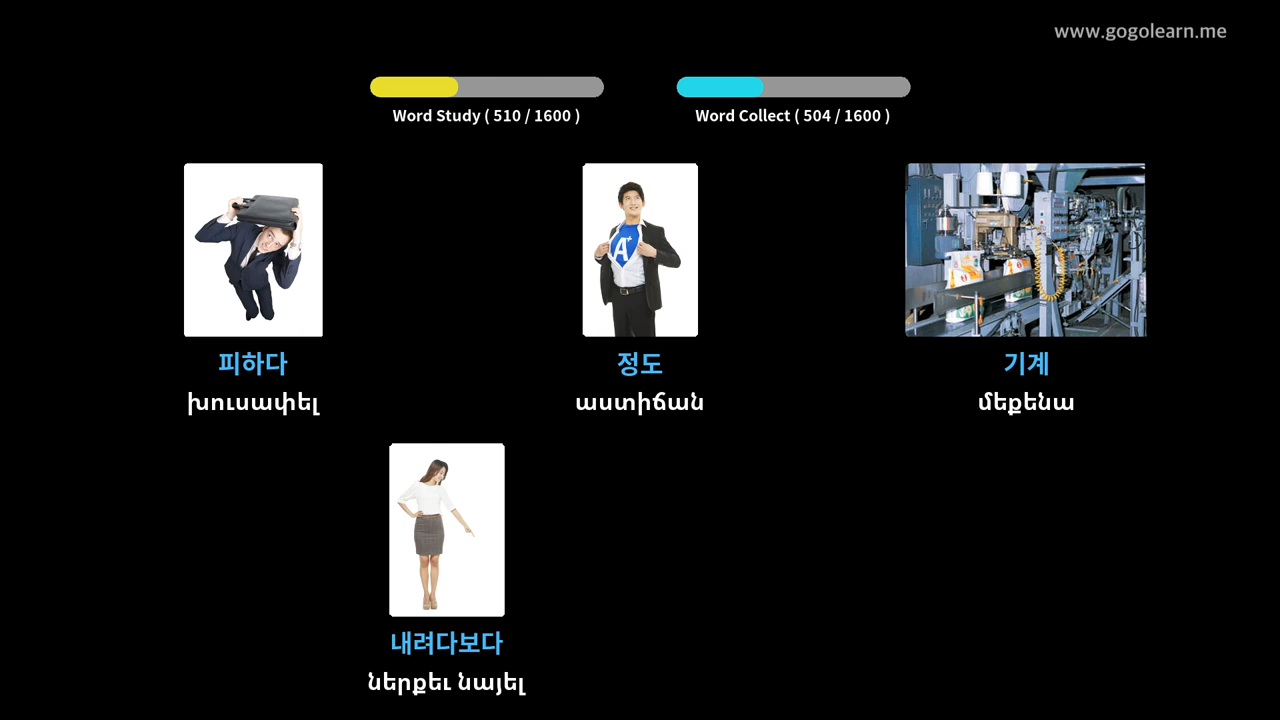 www.gogolearn.me
Word Study ( 510 / 1600 )
Word Collect ( 504 / 1600 )
A+
피하다
정도
기계
խուսափել
աստիճան
մեքենա
내려다보다
ներքեւ նայել